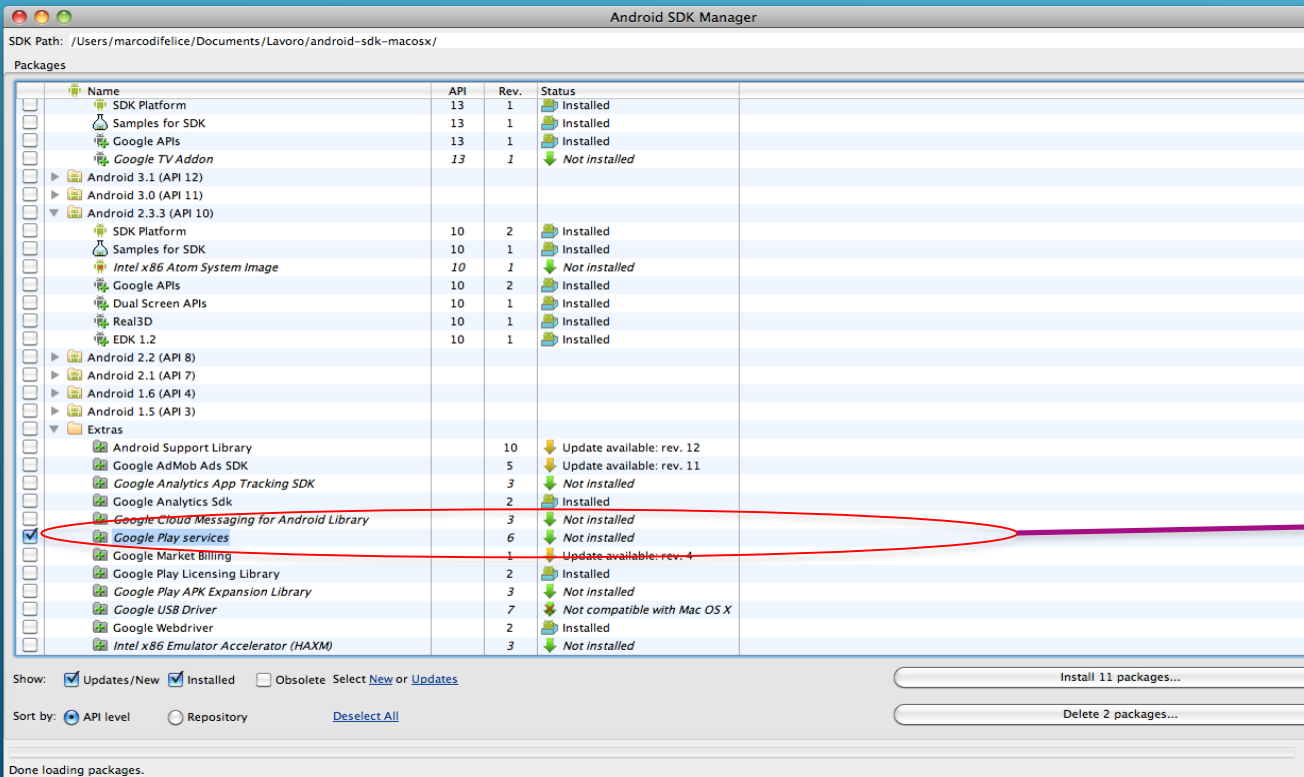 Android SDK Manager
SDK Path: /Users/marcodifelice/Documents/Lavoro/android-sdk-macosx/
Packages
Name API Rev. Status
SDK Platform 13 1 Installed
Samples for SDK 13 1 Installed
Google APIs 13 1 Installed
Google TV Addon 13 1 Not installed
Android 3.1 (API 12)
Android 3.0 (API 11)
Android 2.3.3 (API 10)
SDK Platform 10 2 Installed
Samples for SDK 10 1 Installed
Intel x86 Atom System Image 10 1 Not installed
Google APIs 10 2 Installed
Dual Screen APIs 10 1 Installed
Real3D 10 1 Installed
EDK 1.2 10 1 Installed
Android 2.2 (API 8)
Android 2.1 (API 7)
Android 1.6 (API 4)
Android 1.5 (API 3)
Extras
Android Support Library 10 Update available: rev. 12
Google AdMob Ads SDK 5 Update available: rev. 11
Google Analytics App Tracking SDK 3 Not installed
Google Analytics Sdk 2 Installed
Google Cloud Messaging for Android Library 3 Not installed
Google Play services 6 Not installed
Google Market Billing 1 Update available: rev. 4
Google Play Licensing Library 2 Installed
Google Play APK Expansion Library 3 Not installed
Google USB Driver 7 Not compatible with Mac OS X
Google Webdriver 2 Installed
Intel x86 Emulator Accelerator (HAXM) 3 Not installed
Show: Updates/New Installed Obsolete Select New or Updates Install 11 packages...
Sort by: API level Repository Deselect All Delete 2 packages...
Done loading packages.